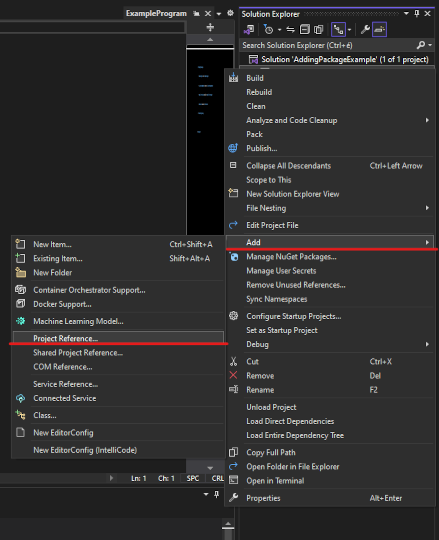 ExampleProgram
Solution Explorer
Search Solution Explorer (Ctrl+é)
Solution 'AddingPackageExample' (1 of 1 project)
Build
Rebuild
Clean
Analyze and Code Cleanup
Pack
Publish...
Collapse All Descendants Ctrl+Left Arrow
Scope to This
New Solution Explorer View
File Nesting
Edit Project File
Add
Manage NuGet Packages...
Manage User Secrets
Remove Unused References...
Sync Namespaces
Configure Startup Projects...
Set as Startup Project
Debug
Cut Ctrl+X
Remove Del
Rename F2
Unload Project
Load Direct Dependencies
Load Entire Dependency Tree
Copy Full Path
Open Folder in File Explorer
Open in Terminal
Properties Alt+Enter
New Item... Ctrl+Shift+A
Existing Item... Shift+Alt+A
New Folder
Container Orchestrator Support...
Docker Support...
Machine Learning Model...
Project Reference...
Shared Project Reference...
COM Reference...
Service Reference...
Connected Service
Class...
New EditorConfig
New EditorConfig (IntelliCode)
Ln: 1 Ch: 1 SPC CRL